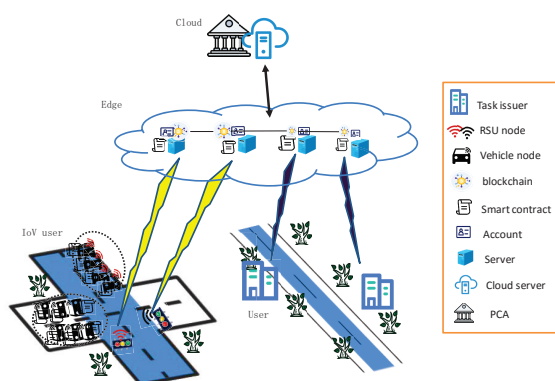 Cloud
Edge
IoV user
User
Task issuer
RSU node
Vehicle node
blockchain
Smart contract
Account
Server
Cloud server
PCA